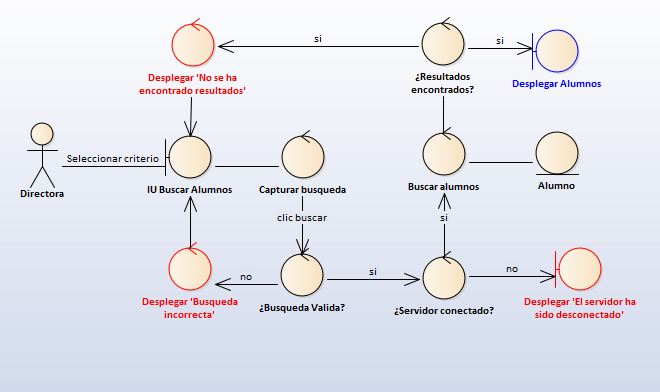 si
si
Desplegar 'No se ha
encontrado resultados'
¿Resultados
encontrados?
Desplegar Alumnos
Seleccionar criterio
Directora
IU Buscar Alumnos
Capturar busqueda
Buscar alumnos
Alumno
clic buscar
si
no
si
no
Desplegar 'Busqueda
incorrecta'
¿Busqueda Valida?
¿Servidor conectado?
Desplegar 'El servidor ha
sido desconectado'